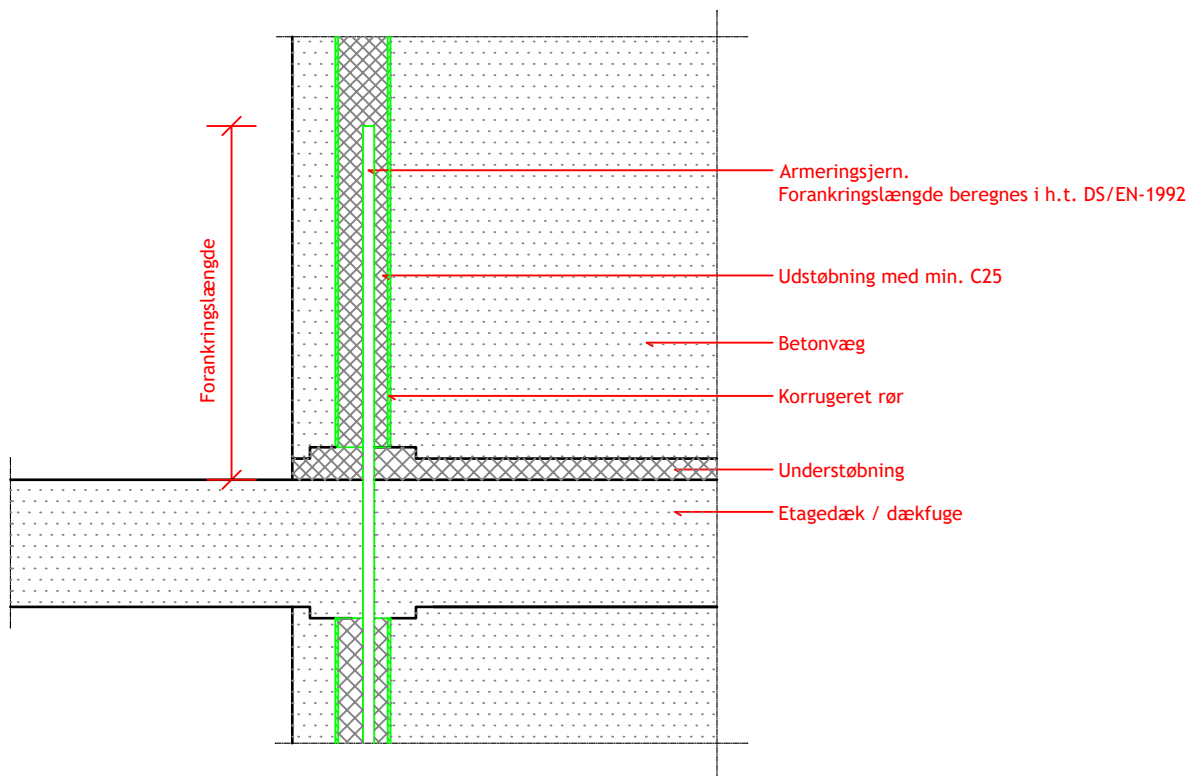 Armeringsjern.
Forankringslængde beregnes i h.t. DS/EN-1992
Forankringslængde
Udstøbning med min. C25
Betonvæg
Korrugeret rør
Understøbning
Etagedæk / dækfuge